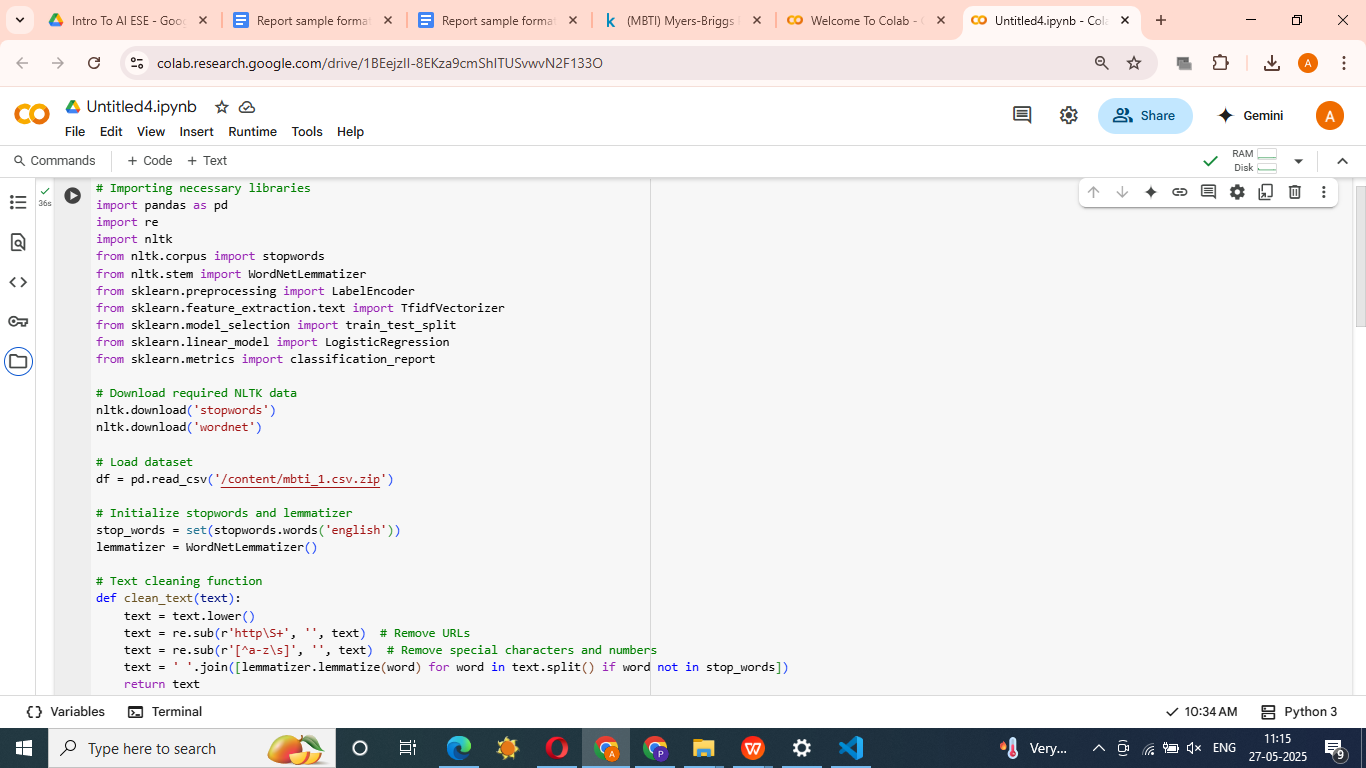 Intro To AI ESE - Goo
Report sample forma
Report sample forma
(MBTI) Myers-Briggs
Welcome To Colab -
Untitled4.ipynb - Cola
colab.research.google.com/drive/1BEejzII-8EKza9cmShITUSvwvN2F133O
A
Untitled4.ipynb
File Edit View Insert Runtime Tools Help
Share
Gemini
A
Commands + Code + Text
RAM
Disk
36s
# Importing necessary libraries
import pandas as pd
import re
import nltk
from nltk.corpus import stopwords
from nltk.stem import WordNetLemmatizer
from sklearn.preprocessing import LabelEncoder
from sklearn.feature_extraction.text import TfidfVectorizer
from sklearn.model_selection import train_test_split
from sklearn.linear_model import LogisticRegression
from sklearn.metrics import classification_report
# Download required NLTK data
nltk.download('stopwords')
nltk.download('wordnet')
# Load dataset
df = pd.read_csv('/content/mbti_1.csv.zip')
# Initialize stopwords and lemmatizer
stop_words = set(stopwords.words('english'))
lemmatizer = WordNetLemmatizer()
# Text cleaning function
def clean_text(text):
    text = text.lower()
    text = re.sub(r'http\S+', '', text)  # Remove URLs
    text = re.sub(r'[^a-z\s]', '', text)  # Remove special characters and numbers
    text = ' '.join([lemmatizer.lemmatize(word) for word in text.split() if word not in stop_words])
    return text
Variables
Terminal
10:34 AM
Python 3
Type here to search
Very...
ENG
11:15
27-05-2025
9